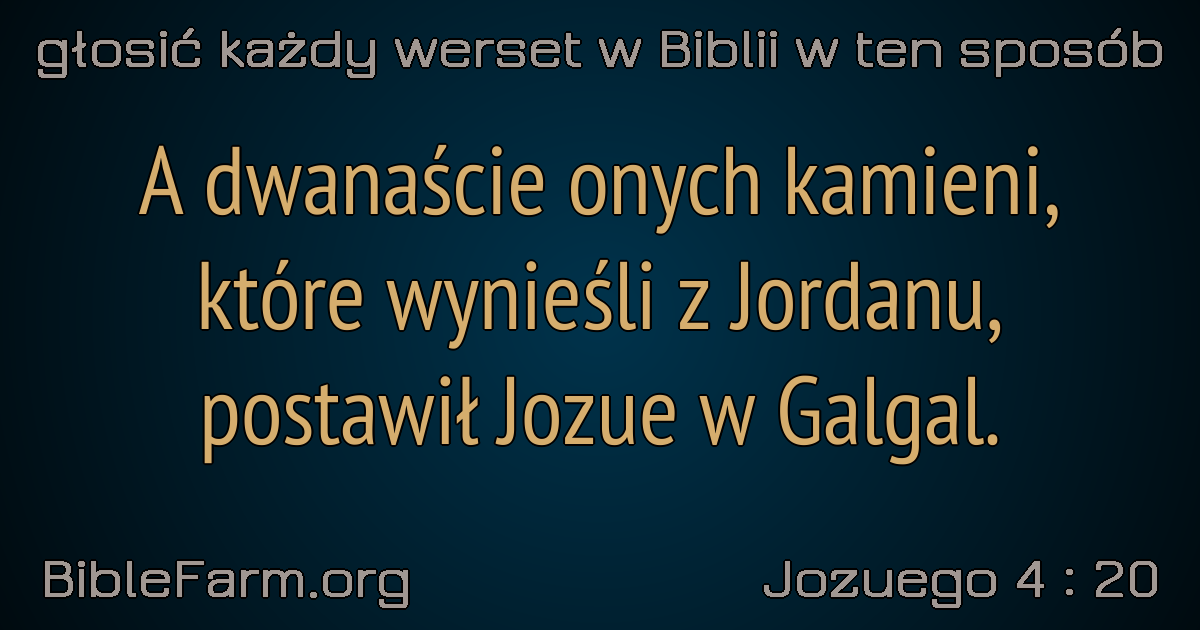 głosić każdy werset w Biblii w ten sposób
A dwanaście onych kamieni,
które wynieśli z Jordanu,
postawił Jozue w Galgal.
BibleFarm.org
Jozuego 4 : 20